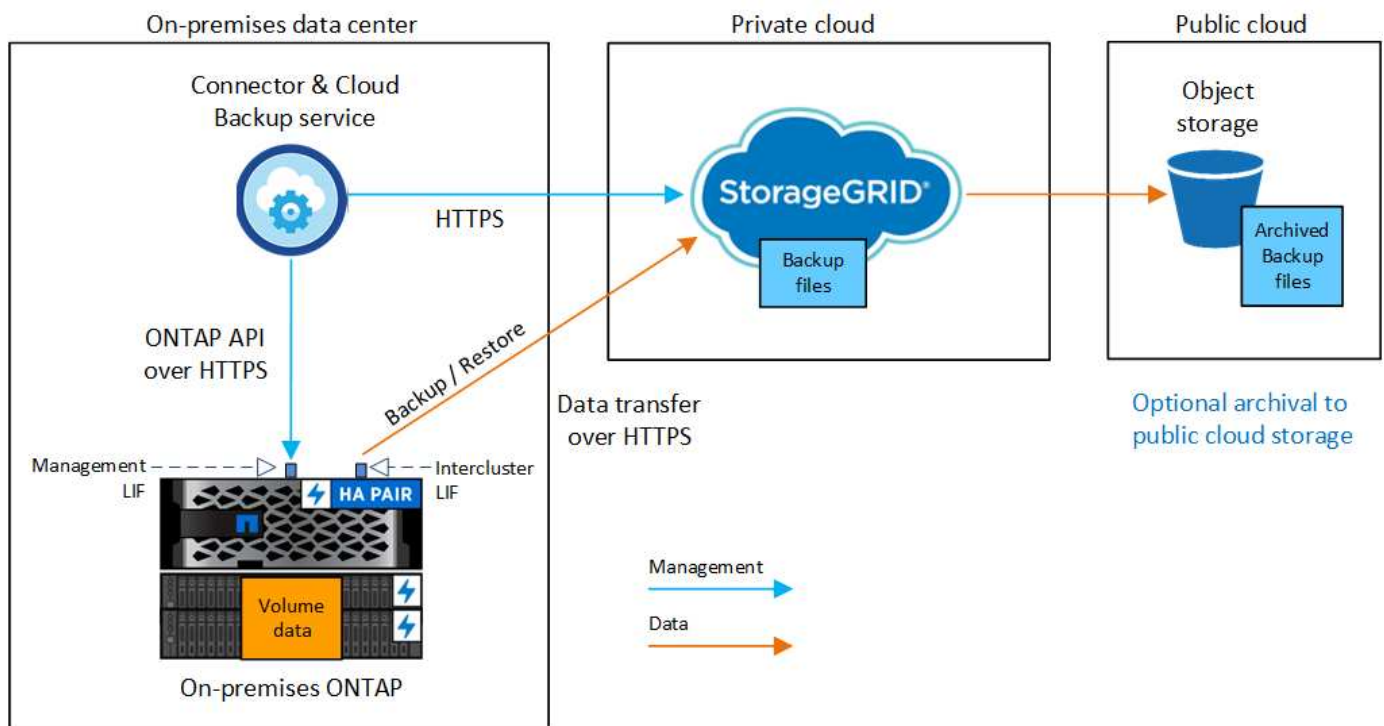 On-premises data center
Private cloud
Public cloud
Connector & Cloud
Backup service
Object
storage
StorageGRID®
HTTPS
Backup
files
Archived
Backup
files
ONTAP API
over HTTPS
Backup / Restore
Data transfer
over HTTPS
Optional archival to
public cloud storage
Management
LIF
Intercluster
LIF
HA PAIR
Volume
data
On-premises ONTAP
Management
Data